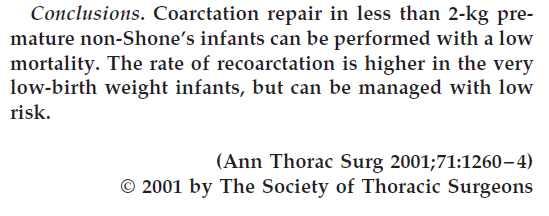 Conclusions. Coarctation repair in less than 2-kg pre-
mature non-Shone's infants can be performed with a low
mortality. The rate of recoarctation is higher in the very
low-birth weight infants, but can be managed with low
risk.
(Ann Thorac Surg 2001;71:1260–4)
© 2001 by The Society of Thoracic Surgeons